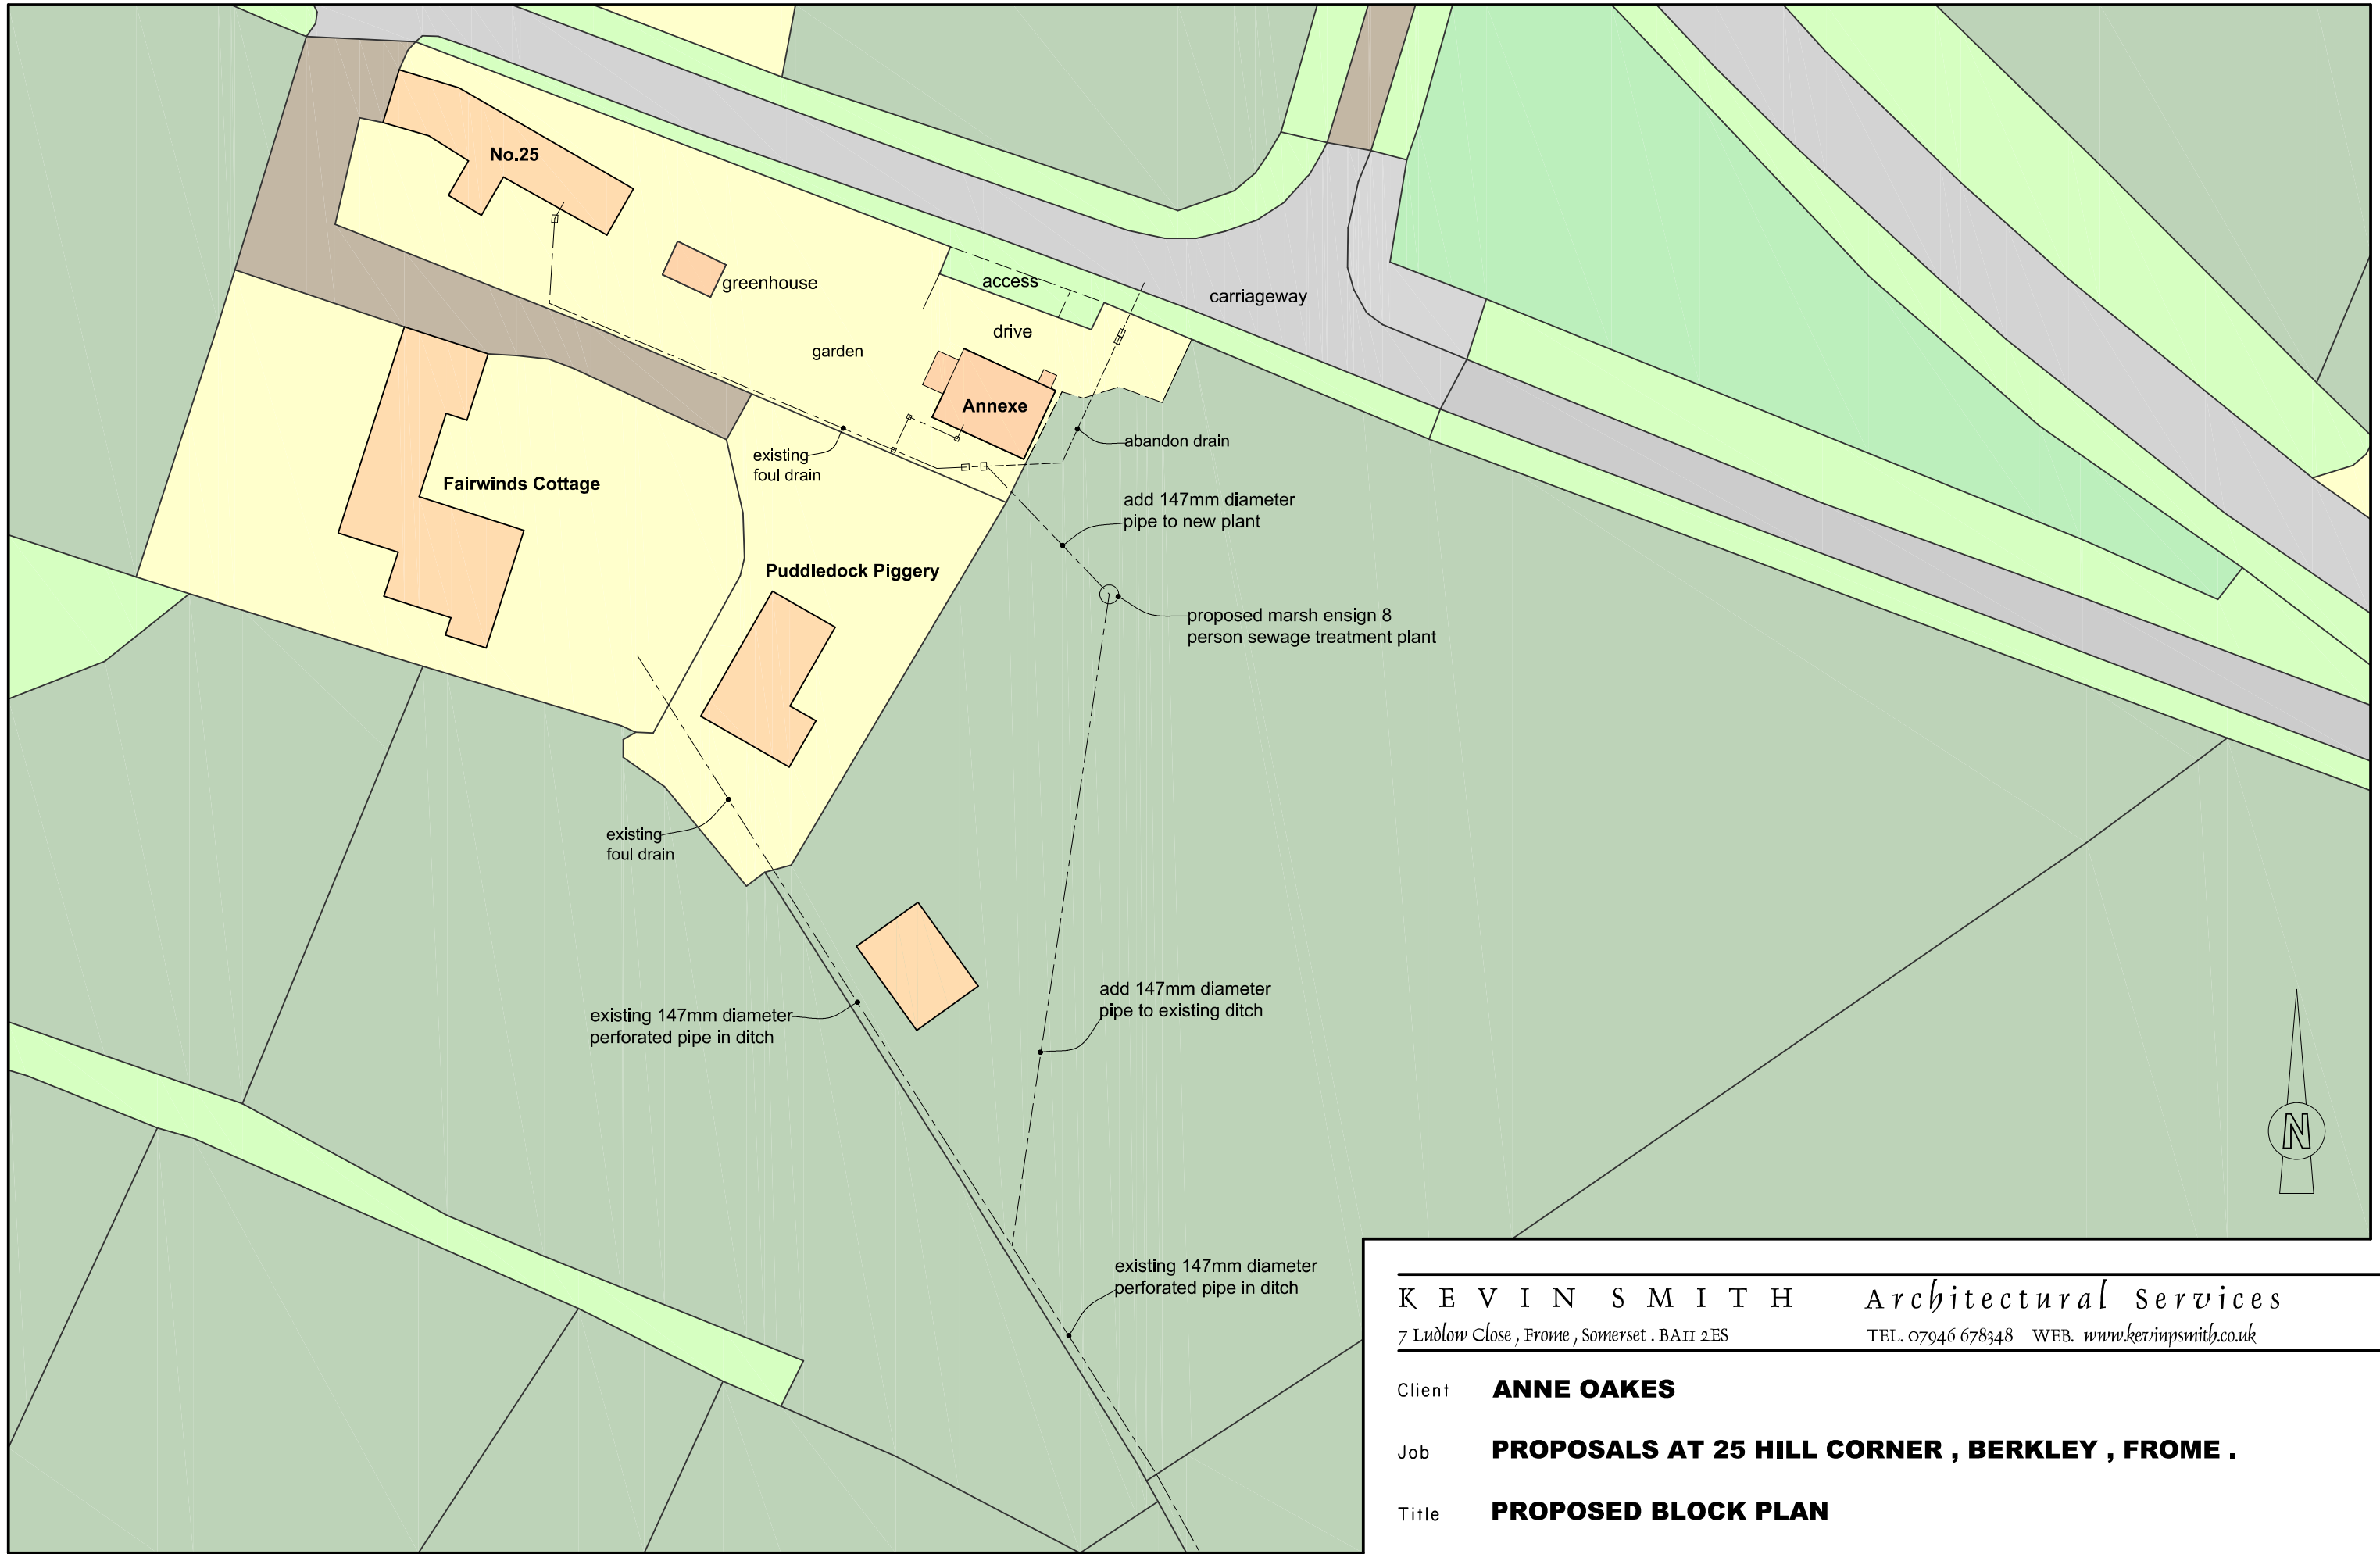 No.25
greenhouse
access
carriageway
drive
garden
Annexe
abandon drain
existing
foul drain
Fairwinds Cottage
add 147mm diameter
pipe to new plant
Puddledock Piggery
proposed marsh ensign 8
person sewage treatment plant
existing
foul drain
existing 147mm diameter
perforated pipe in ditch
add 147mm diameter
pipe to existing ditch
existing 147mm diameter
perforated pipe in ditch
N
KEVIN SMITH Architectural Services
7 Ludlow Close , Frome , Somerset . BA11 2ES TEL. 07946 678348 WEB. www.kevinpsmith.co.uk
Client ANNE OAKES
Job PROPOSALS AT 25 HILL CORNER , BERKLEY , FROME .
Title PROPOSED BLOCK PLAN